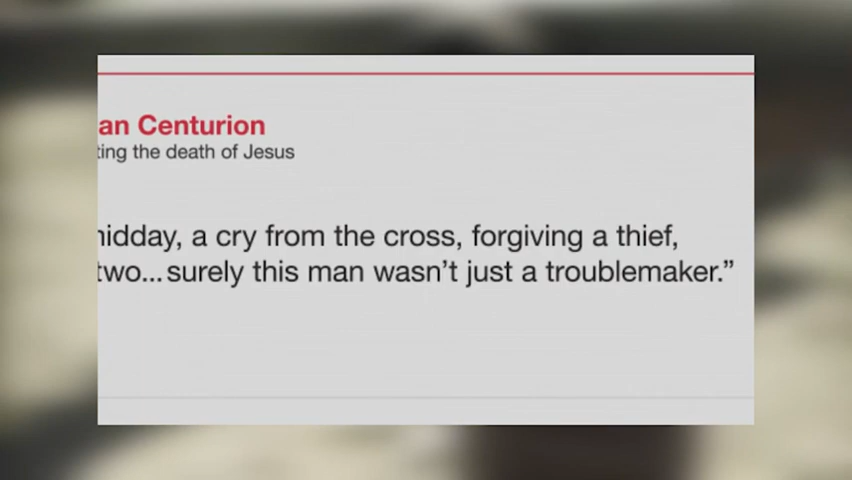 an Centurion
ting the death of Jesus
nidday, a cry from the cross, forgiving a thief,
two...surely this man wasn't just a troublemaker.”